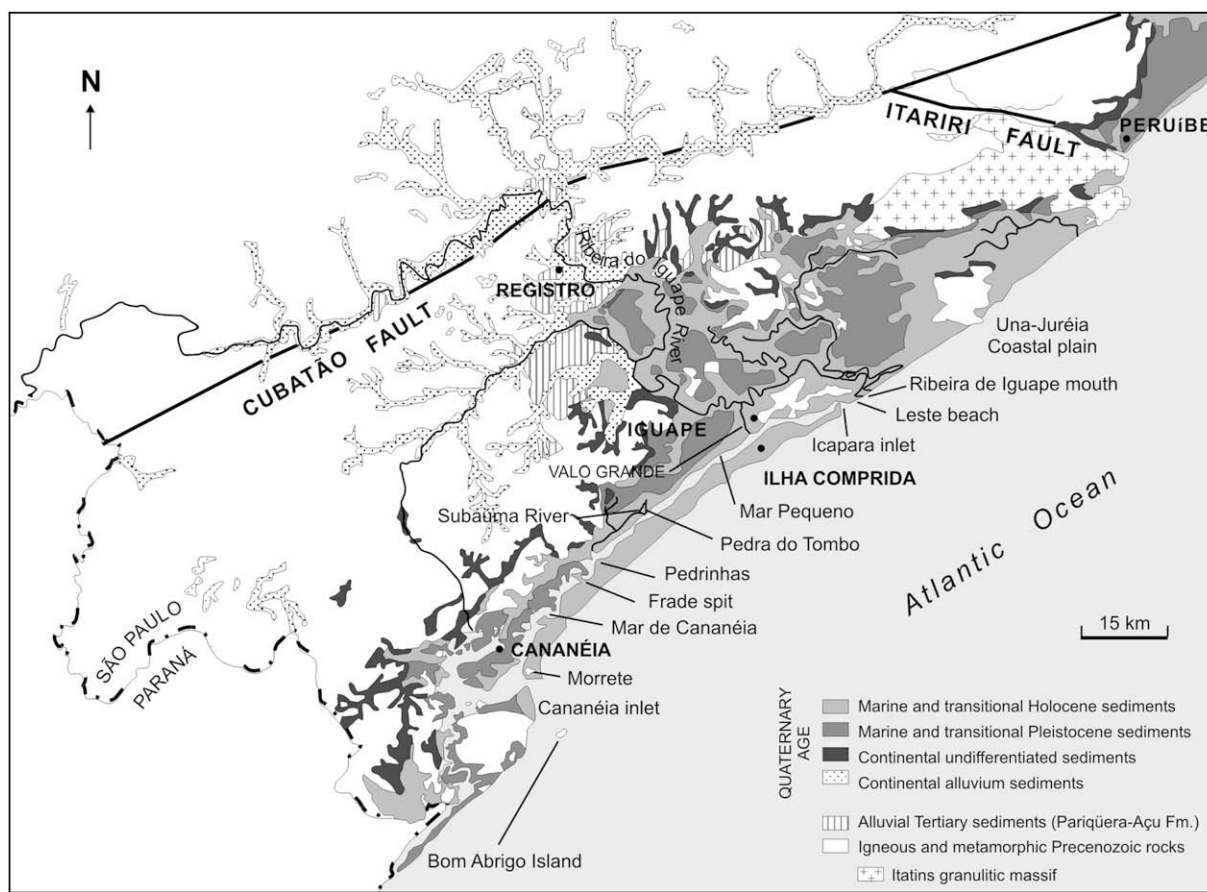 N
ITARIRI FAULT
PERUíBE
Ribeira do Iguape River
REGISTRO
CUBATÃO FAULT
Una-Juréia
Coastal plain
Ribeira de Iguape mouth
Leste beach
IGUAPE
Icapara inlet
VALO GRANDE
ILHA COMPRIDA
Mar Pequeno
Subaúma River
Pedra do Tombo
Atlantic Ocean
Pedrinhas
Frade spit
Mar de Cananéia
15 km
SÃO PAULO
PARANÁ
CANANÉIA
Morrete
Cananéia inlet
Bom Abrigo Island
QUATERNARY
AGE
Marine and transitional Holocene sediments
Marine and transitional Pleistocene sediments
Continental undifferentiated sediments
Continental alluvium sediments
Alluvial Tertiary sediments (Pariqüera-Açu Fm.)
Igneous and metamorphic Precenozoic rocks
Itatins granulitic massif